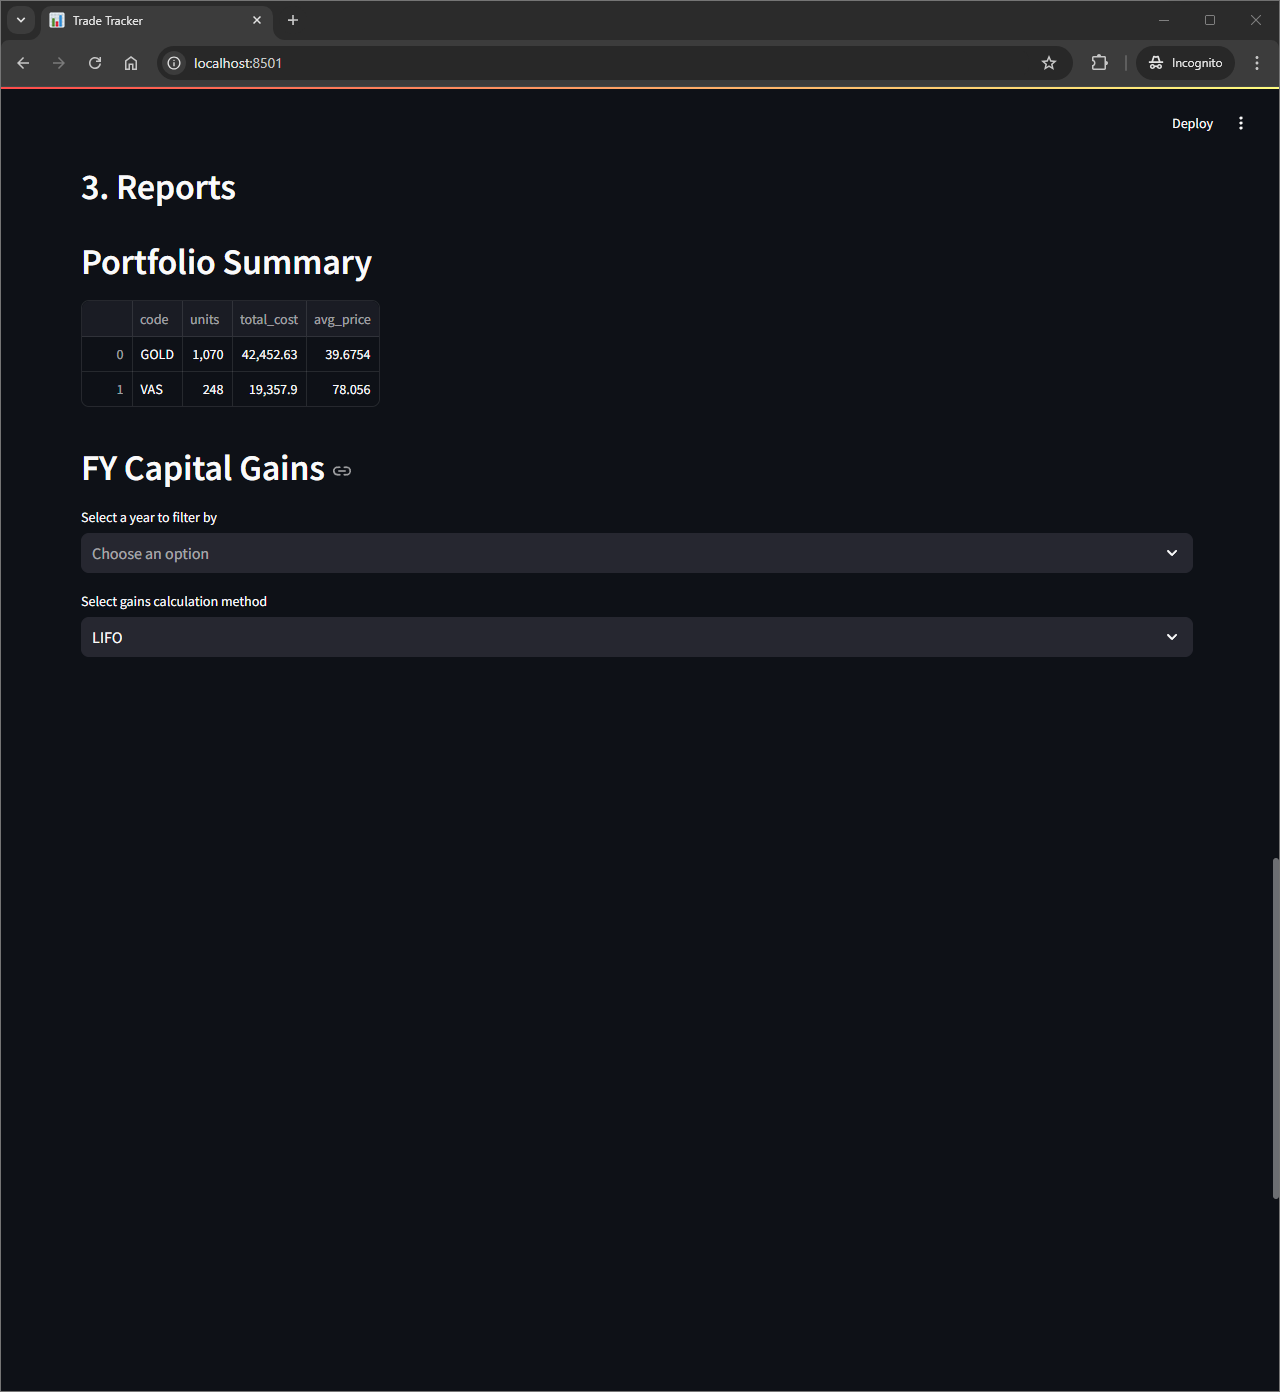 Trade Tracker
localhost:8501
Incognito
Deploy
3. Reports
Portfolio Summary
code units total_cost avg_price
0 GOLD 1,070 42,452.63 39.6754
1 VAS 248 19,357.9 78.056
FY Capital Gains
Select a year to filter by
Choose an option
Select gains calculation method
LIFO